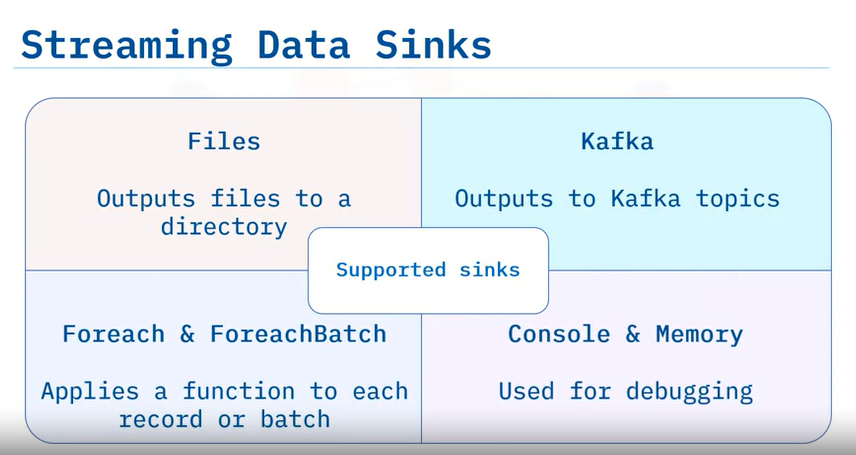 Streaming Data Sinks
Files
Outputs files to a
directory
Kafka
Outputs to Kafka topics
Supported sinks
Foreach & ForeachBatch
Applies a function to each
record or batch
Console & Memory
Used for debugging